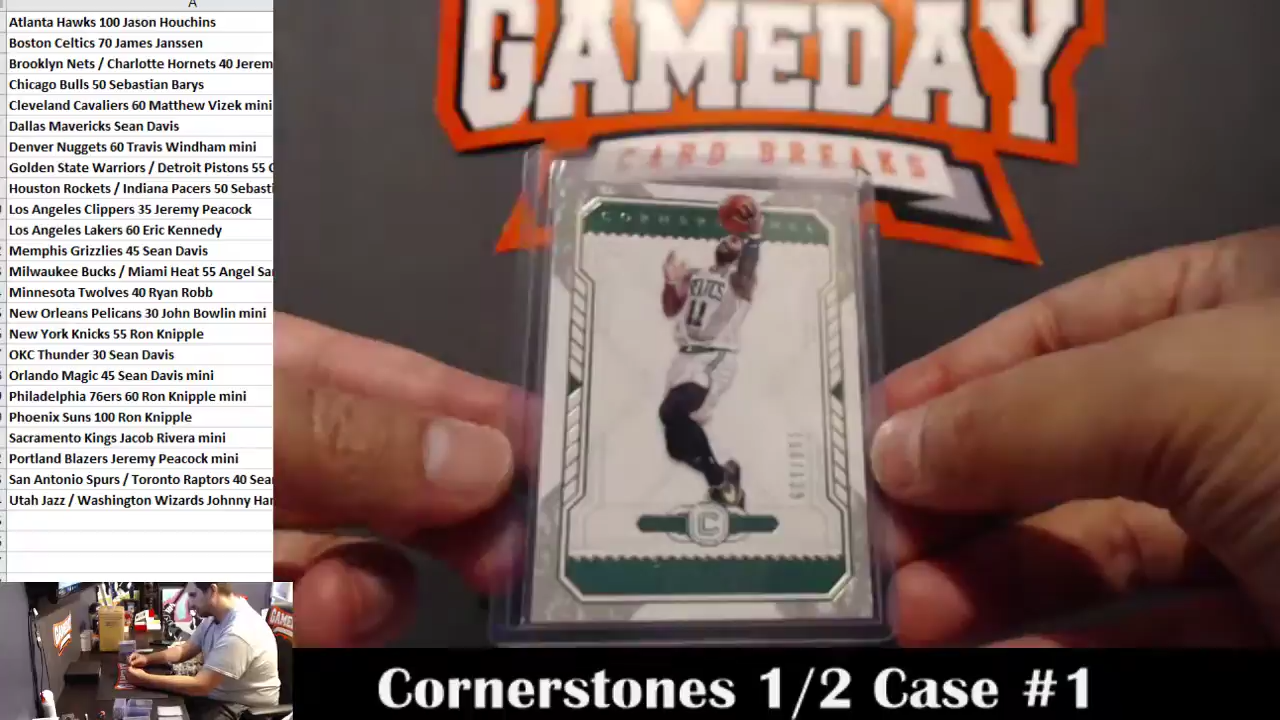 A
Atlanta Hawks 100 Jason Houchins
Boston Celtics 70 James Janssen
Brooklyn Nets / Charlotte Hornets 40 Jerem
Chicago Bulls 50 Sebastian Barys
Cleveland Cavaliers 60 Matthew Vizek mini
Dallas Mavericks Sean Davis
Denver Nuggets 60 Travis Windham mini
Golden State Warriors / Detroit Pistons 55
Houston Rockets / Indiana Pacers 50 Sebasti
Los Angeles Clippers 35 Jeremy Peacock
Los Angeles Lakers 60 Eric Kennedy
Memphis Grizzlies 45 Sean Davis
Milwaukee Bucks / Miami Heat 55 Angel Sa
Minnesota Twolves 40 Ryan Robb
New Orleans Pelicans 30 John Bowlin mini
New York Knicks 55 Ron Knipple
OKC Thunder 30 Sean Davis
Orlando Magic 45 Sean Davis mini
Philadelphia 76ers 60 Ron Knipple mini
Phoenix Suns 100 Ron Knipple
Sacramento Kings Jacob Rivera mini
Portland Blazers Jeremy Peacock mini
San Antonio Spurs / Toronto Raptors 40 Sea
Utah Jazz / Washington Wizards Johnny Har
GAMEDAY
CARD BREAKS
11
C
GAMEDAY
Cornerstones 1/2 Case #1